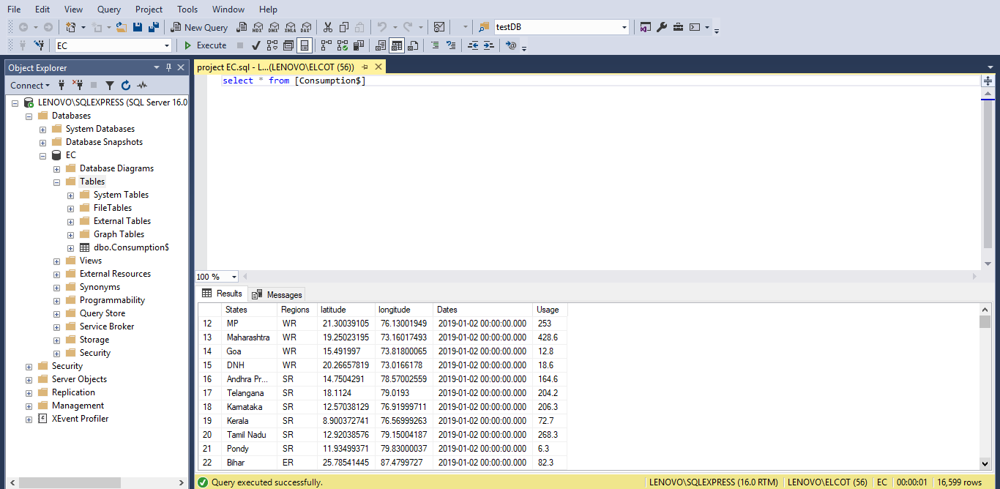 File Edit View Query Project Tools Window Help
New Query MDX DMX XMLA DAX testDB
EC Execute
Object Explorer
Connect
LENOVO\SQLEXPRESS (SQL Server 16.0
Databases
System Databases
Database Snapshots
EC
Database Diagrams
Tables
System Tables
FileTables
External Tables
Graph Tables
dbo.Consumption$
Views
External Resources
Synonyms
Programmability
Query Store
Service Broker
Storage
Security
Security
Server Objects
Replication
Management
XEvent Profiler
project EC.sql - L...(LENOVO\ELCOT (56))
select * from [Consumption$]
100 %
Results Messages
States Regions latitude longitude Dates Usage
12 MP WR 21.30039105 76.13001949 2019-01-02 00:00:00.000 253
13 Maharashtra WR 19.25023195 73.16017493 2019-01-02 00:00:00.000 428.6
14 Goa WR 15.491997 73.81800065 2019-01-02 00:00:00.000 12.8
15 DNH WR 20.26657819 73.0166178 2019-01-02 00:00:00.000 18.6
16 Andhra Pr... SR 14.7504291 78.57002559 2019-01-02 00:00:00.000 164.6
17 Telangana SR 18.1124 79.0193 2019-01-02 00:00:00.000 204.2
18 Karnataka SR 12.57038129 76.91999711 2019-01-02 00:00:00.000 206.3
19 Kerala SR 8.900372741 76.56999263 2019-01-02 00:00:00.000 72.7
20 Tamil Nadu SR 12.92038576 79.15004187 2019-01-02 00:00:00.000 268.3
21 Pondy SR 11.93499371 79.83000037 2019-01-02 00:00:00.000 6.3
22 Bihar ER 25.78541445 87.4799727 2019-01-02 00:00:00.000 82.3
Query executed successfully. LENOVO\SQLEXPRESS (16.0 RTM) LENOVO\ELCOT (56) EC 00:00:01 16,599 rows